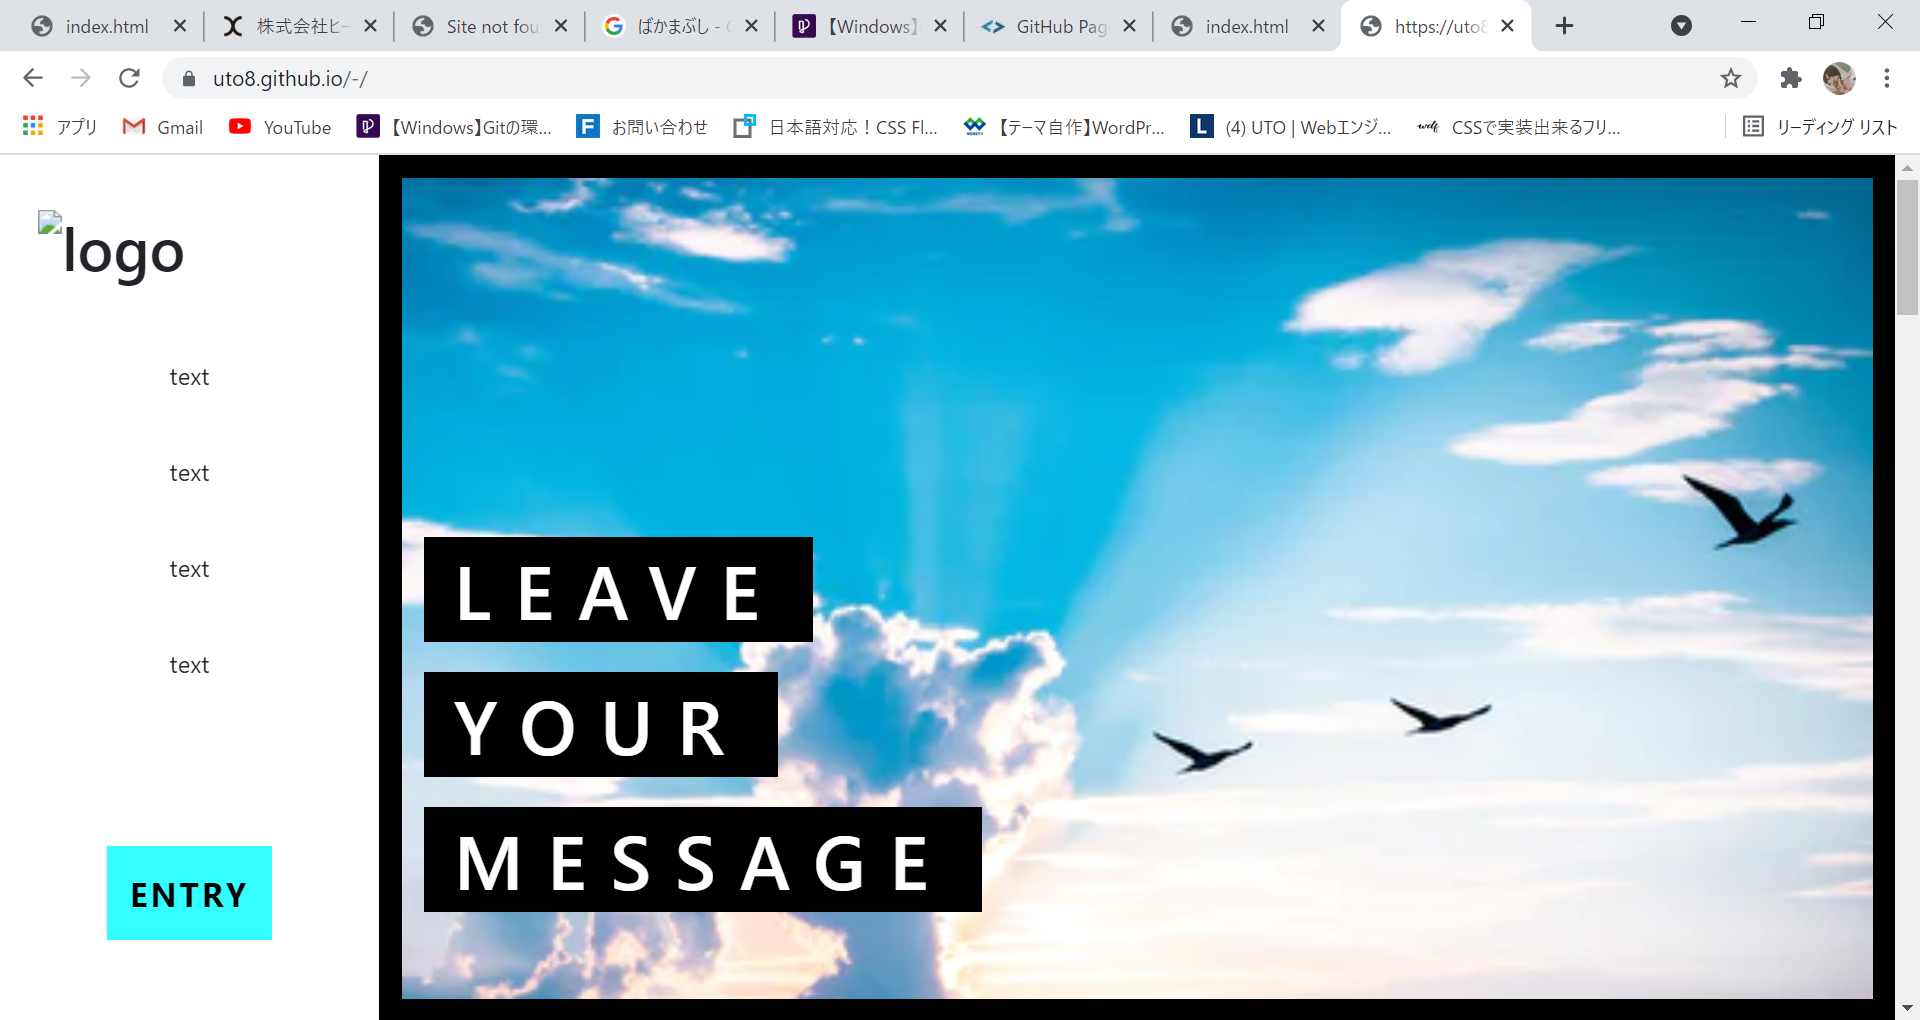 index.html
株式会社ヒー
Site not fou
ばかまぶし - G
【Windows】
GitHub Pag
index.html
https://uto8
uto8.github.io/-/
アプリ
Gmail
YouTube
【Windows】Gitの環...
お問い合わせ
日本語対応！CSS Fl...
【テーマ自作】WordPr...
(4) UTO | Webエンジ...
CSSで実装出来るフリ...
リーディング リスト
logo
text
text
text
text
ENTRY
LEAVE
YOUR
MESSAGE